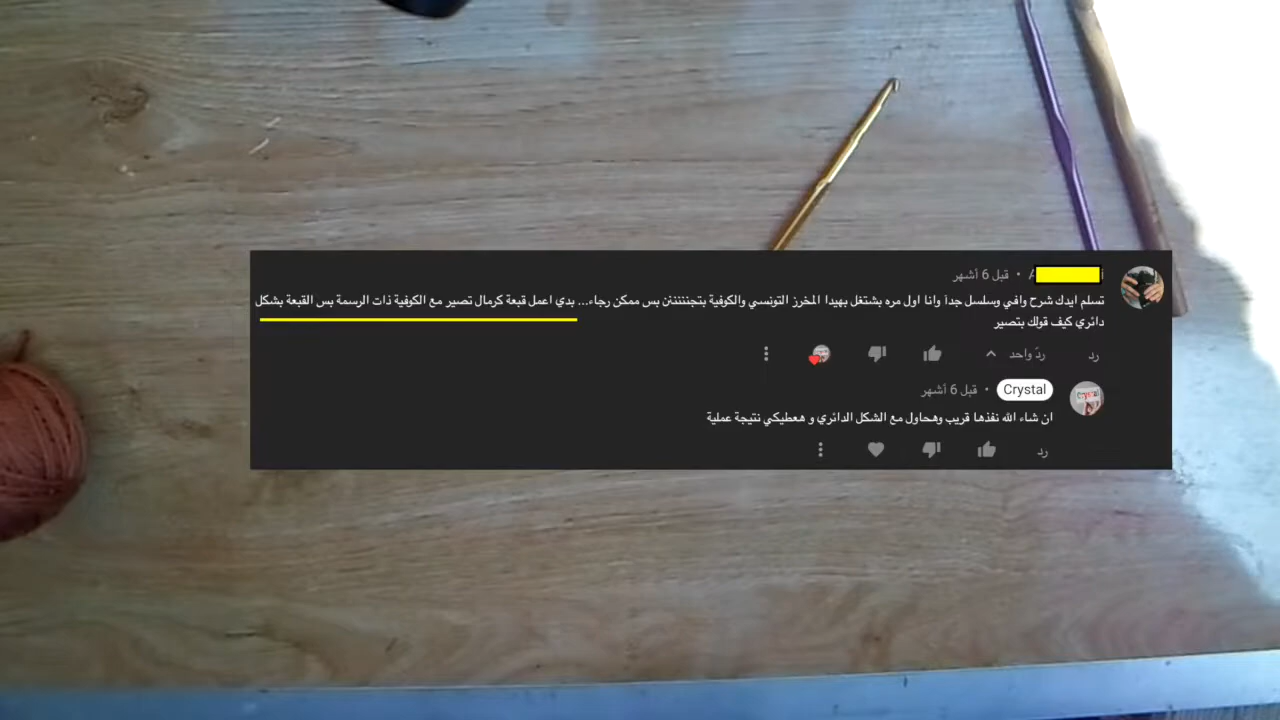 قبل 6 أشهر
تسلم ايدك شرح وافي وسلسل جدا وانا اول مره بشتغل بهيدا المخرز التونسي والكوفية بتجنننننن بس ممكن رجاء... بدي اعمل قبعة كرمال تصير مع الكوفية ذات الرسمة بس القبعة بشكل
دائري كيف قولك بتصير
رد ردّ واحد
Crystal • قبل 6 أشهر
ان شاء الله نفذها قريب وهحاول مع الشكل الدائري و هعطيكي نتيجة عملية
رد